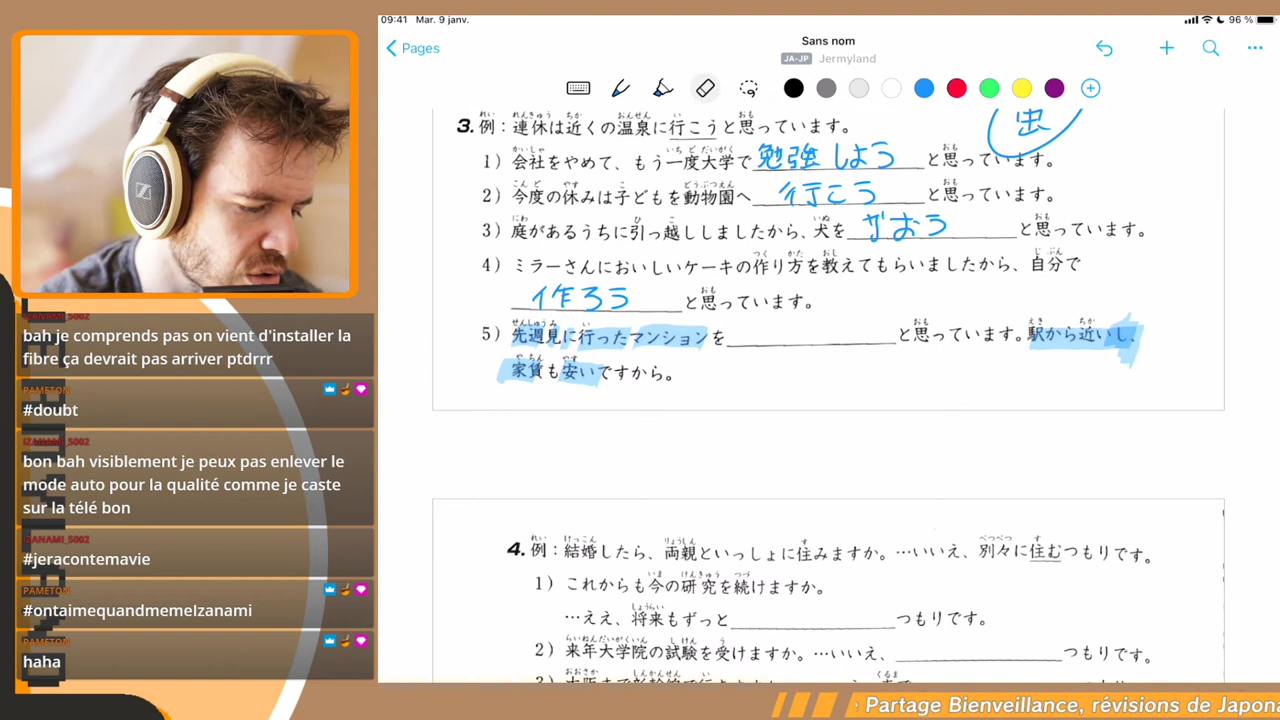 09:41 Mar. 9 janv.
96 %
Pages
Sans nom
JA-JP Jermyland
3. 例：連休は近くの温泉に行こうと思っています。
虫
1) 会社をやめて、もう一度大学で 勉強しよう と思っています。
2) 今度の休みは子どもを動物園へ 行こう と思っています。
3) 庭があるうちに引っ越ししましたから、犬を と思っています。
4) ミラーさんにおいしいケーキの作り方を教えてもらいましたから、自分で
作ろう と思っています。
5) 先週見に行ったマンションを と思っています。駅から近いし、
家賃も安いですから。
4. 例：結婚したら、両親といっしょに住みますか。…いいえ、別々に住むつもりです。
1) これからも今の研究を続けますか。
…ええ、将来もずっと つもりです。
2) 来年大学院の試験を受けますか。…いいえ、 つもりです。
IZANAMI_5002
bah je comprends pas on vient d'installer la
fibre ça devrait pas arriver ptdrrr
PAMETON
#doubt
IZANAMI_5002
bon bah visiblement je peux pas enlever le
mode auto pour la qualité comme je caste
sur la télé bon
IZANAMI_5002
#jeracontemavie
PAMETON
#ontaimequandmemeIzanami
PAMETON
haha
: Partage Bienveillance, révisions de Japona